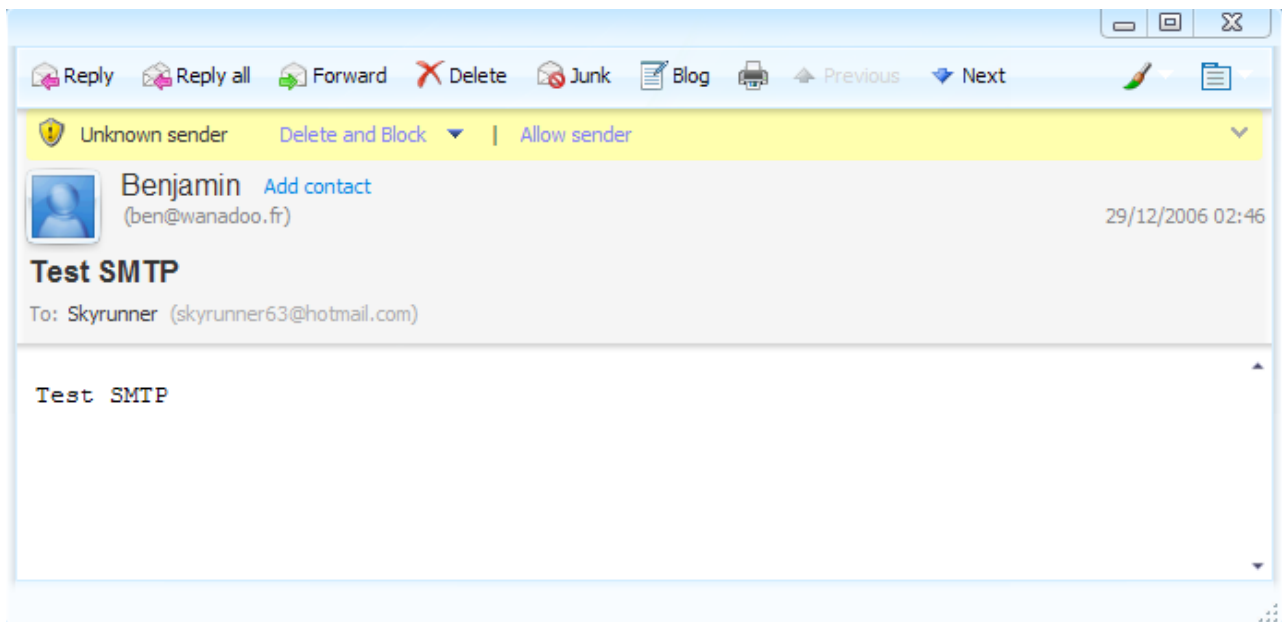 Reply Reply all Forward Delete Junk Blog Previous Next
Unknown sender Delete and Block | Allow sender
Benjamin Add contact
(ben@wanadoo.fr) 29/12/2006 02:46
Test SMTP
To: Skyrunner (skyrunner63@hotmail.com)
Test SMTP